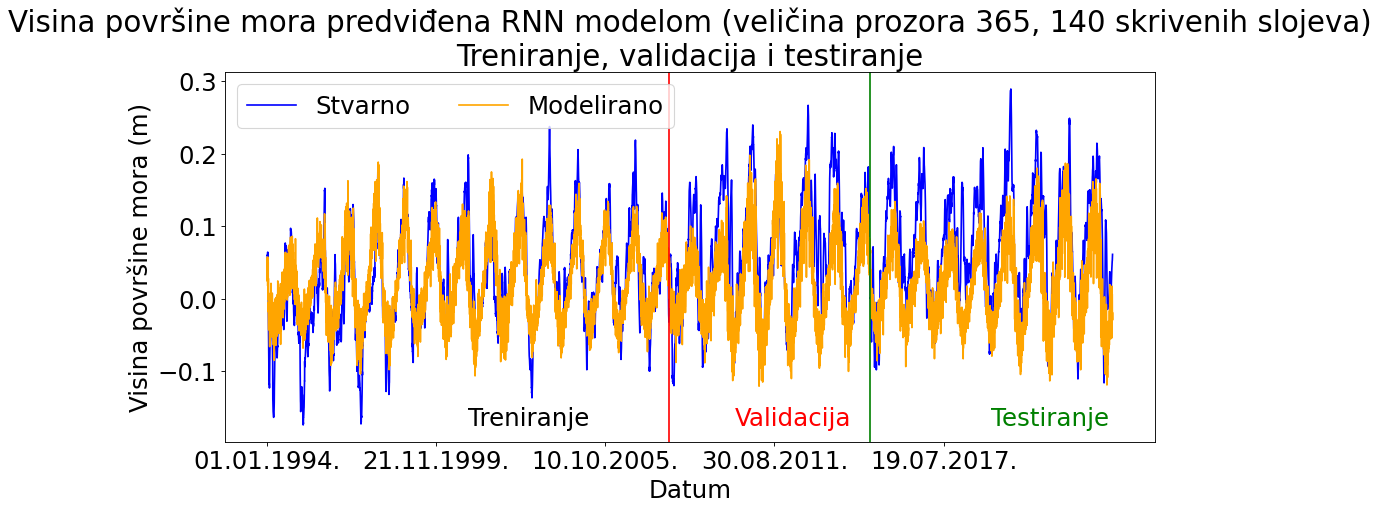 Visina površine mora predviđena RNN modelom (veličina prozora 365, 140 skrivenih slojeva)
Treniranje, validacija i testiranje
Stvarno
Modelirano
Visina površine mora (m)
0.3
0.2
0.1
0.0
−0.1
Treniranje
Validacija
Testiranje
01.01.1994.
21.11.1999.
10.10.2005.
30.08.2011.
19.07.2017.
Datum